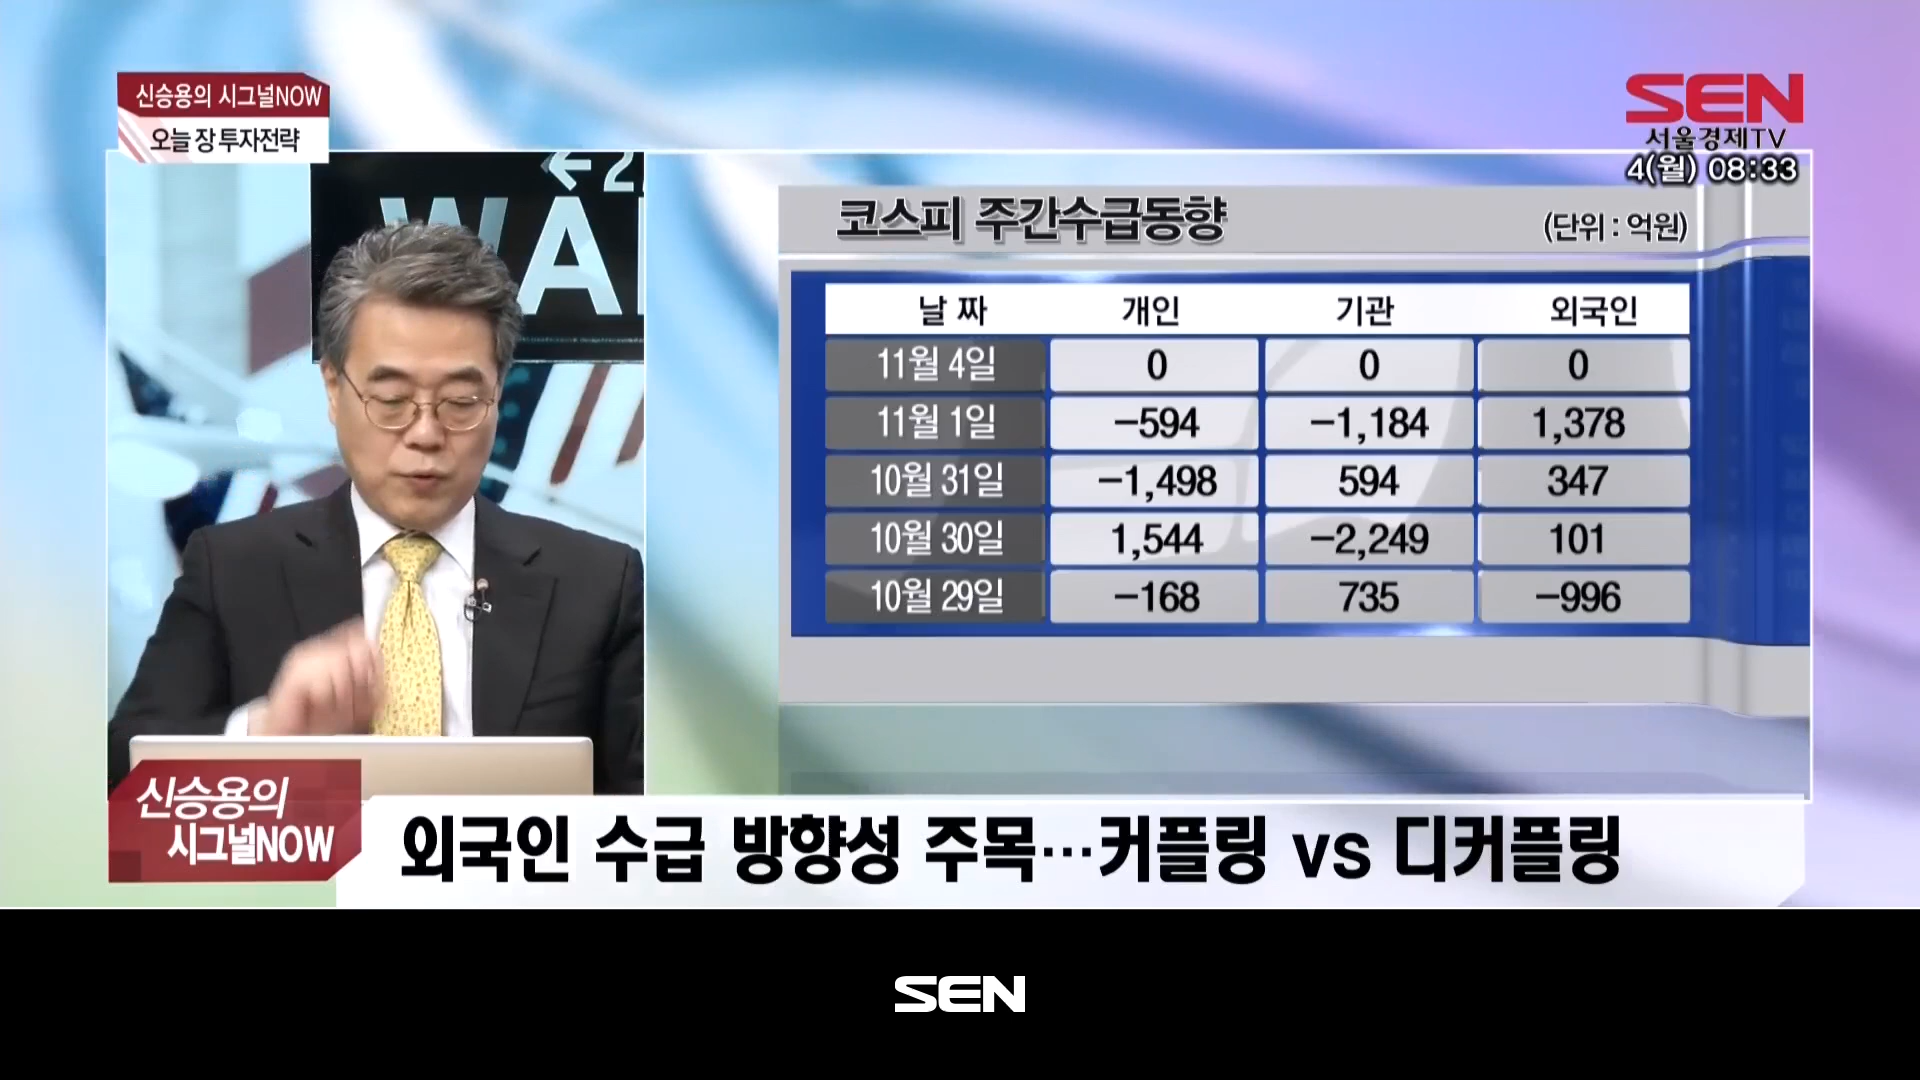 신승용의 시그널NOW
오늘 장 투자전략
SEN
서울경제TV
4(월) 08:33
WA
코스피 주간수급동향
(단위 : 억원)
날 짜 개인 기관 외국인
11월 4일 0 0 0
11월 1일 -594 -1,184 1,378
10월 31일 -1,498 594 347
10월 30일 1,544 -2,249 101
10월 29일 -168 735 -996
신승용의
시그널NOW
외국인 수급 방향성 주목…커플링 vs 디커플링
SEN